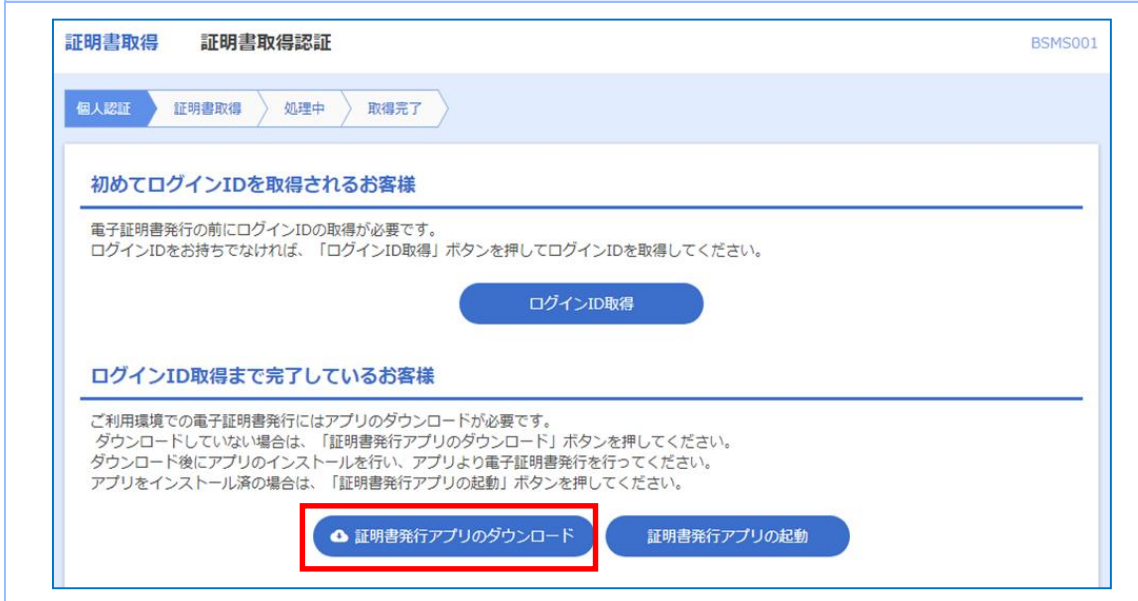 証明書取得　証明書取得認証　BSMS001
個人認証　証明書取得　処理中　取得完了
初めてログインIDを取得されるお客様
電子証明書発行の前にログインIDの取得が必要です。
ログインIDをお持ちでなければ、「ログインID取得」ボタンを押してログインIDを取得してください。
ログインID取得
ログインID取得まで完了しているお客様
ご利用環境での電子証明書発行にはアプリのダウンロードが必要です。
ダウンロードしていない場合は、「証明書発行アプリのダウンロード」ボタンを押してください。
ダウンロード後にアプリのインストールを行い、アプリより電子証明書発行を行ってください。
アプリをインストール済の場合は、「証明書発行アプリの起動」ボタンを押してください。
証明書発行アプリのダウンロード　証明書発行アプリの起動